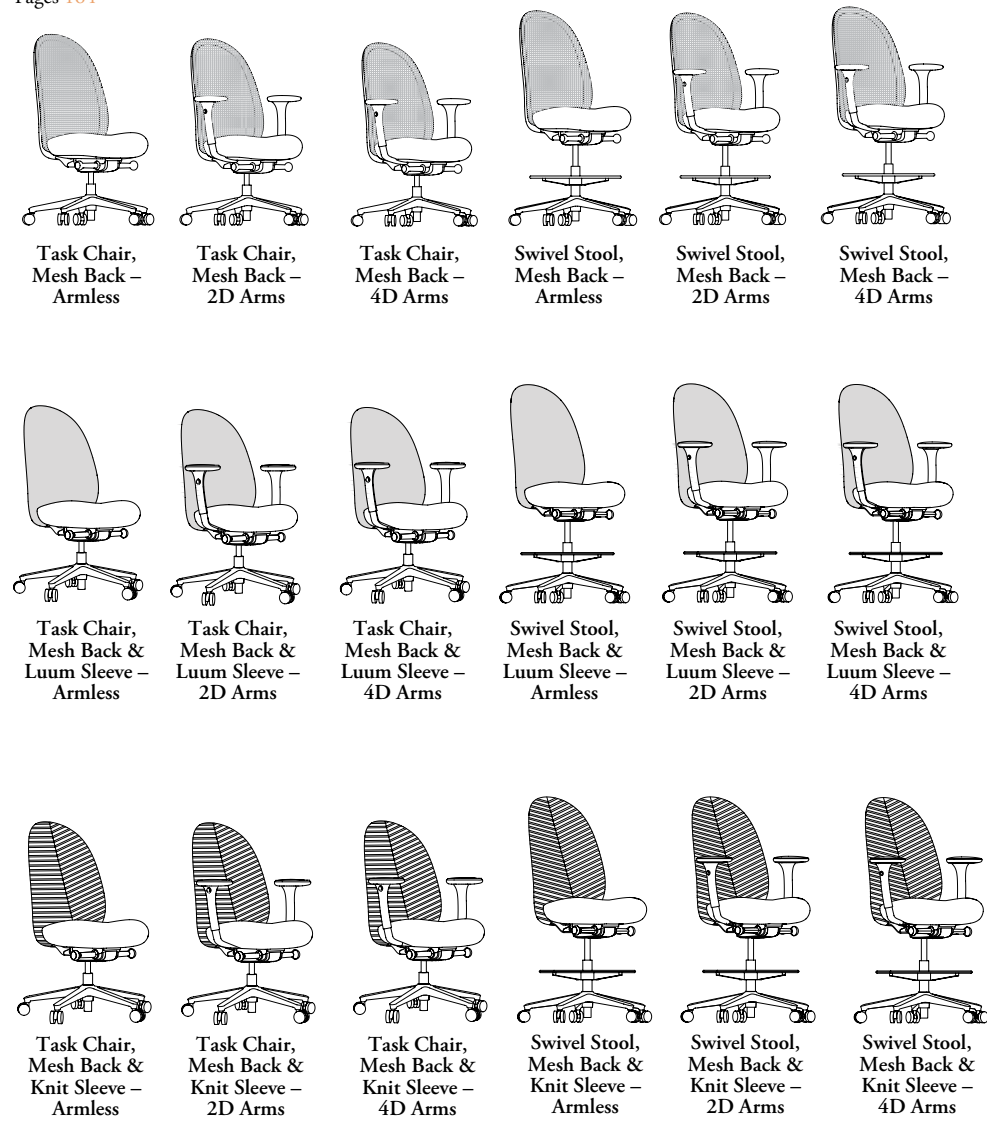 Task Chair,
Mesh Back –
Armless
Task Chair,
Mesh Back –
2D Arms
Task Chair,
Mesh Back –
4D Arms
Swivel Stool,
Mesh Back –
Armless
Swivel Stool,
Mesh Back –
2D Arms
Swivel Stool,
Mesh Back –
4D Arms
Task Chair,
Mesh Back &
Luum Sleeve –
Armless
Task Chair,
Mesh Back &
Luum Sleeve –
2D Arms
Task Chair,
Mesh Back &
Luum Sleeve –
4D Arms
Swivel Stool,
Mesh Back &
Luum Sleeve –
Armless
Swivel Stool,
Mesh Back &
Luum Sleeve –
2D Arms
Swivel Stool,
Mesh Back &
Luum Sleeve –
4D Arms
Task Chair,
Mesh Back &
Knit Sleeve –
Armless
Task Chair,
Mesh Back &
Knit Sleeve –
2D Arms
Task Chair,
Mesh Back &
Knit Sleeve –
4D Arms
Swivel Stool,
Mesh Back &
Knit Sleeve –
Armless
Swivel Stool,
Mesh Back &
Knit Sleeve –
2D Arms
Swivel Stool,
Mesh Back &
Knit Sleeve –
4D Arms